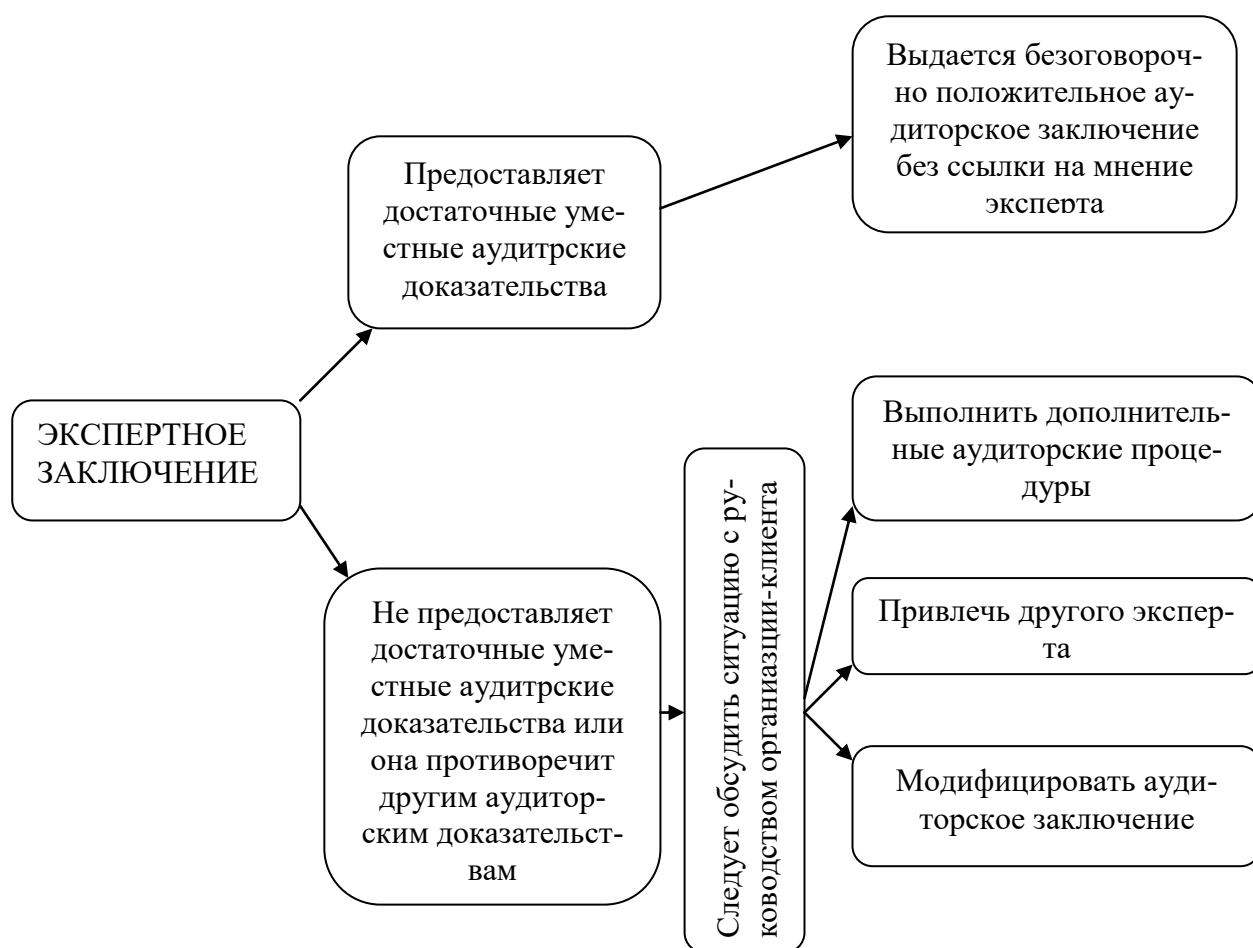 Выдается безоговороч-
но положительное ау-
диторское заключение
без ссылки на мнение
эксперта
Предоставляет
достаточные уме-
стные аудитрские
доказательства
ЭКСПЕРТНОЕ
ЗАКЛЮЧЕНИЕ
Не предоставляет
достаточные уме-
стные аудитрские
доказательства или
она противоречит
другим аудитор-
ским доказательст-
вам
Следует обсудить ситуацию с ру-
ководством органиазции-клиента
Выполнить дополнитель-
ные аудиторские проце-
дуры
Привлечь другого экспер-
та
Модифицировать ауди-
торское заключение